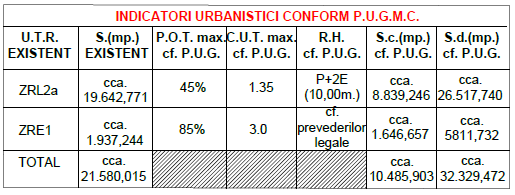 INDICATORI URBANISTICI CONFORM P.U.G.M.C.
U.T.R. S.(mp.) P.O.T. max. C.U.T. max. R.H. S.c.(mp.) S.d.(mp.)
EXISTENT EXISTENT cf. P.U.G. cf. P.U.G. cf. P.U.G. cf. P.U.G. cf. P.U.G.
ZRL2a cca. 19.642,771 45% 1.35 P+2E (10,00m.) cca. 8.839,246 cca. 26.517,740
ZRE1 cca. 1.937,244 85% 3.0 cf. prevederilor legale cca. 1.646,657 cca. 5811,732
TOTAL cca. 21.580,015 cca. 10.485,903 cca. 32.329,472